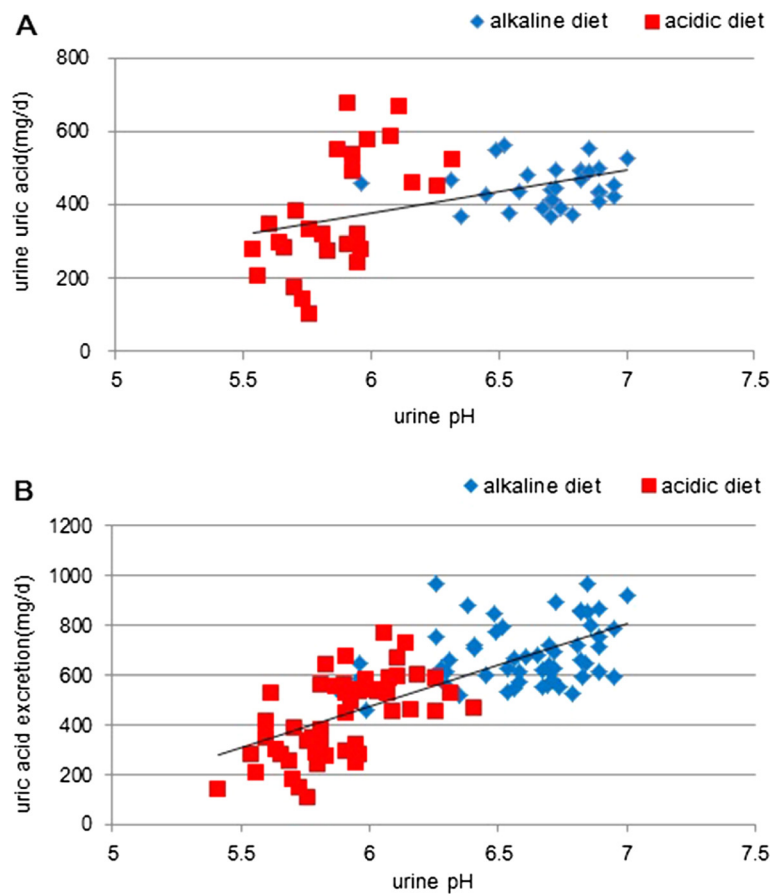 A
alkaline diet
acidic diet
urine uric acid(mg/d)
800
600
400
200
0
5
5.5
6
6.5
7
7.5
urine pH
B
alkaline diet
acidic diet
uric acid excretion(mg/d)
1200
1000
800
600
400
200
0
5
5.5
6
6.5
7
7.5
urine pH